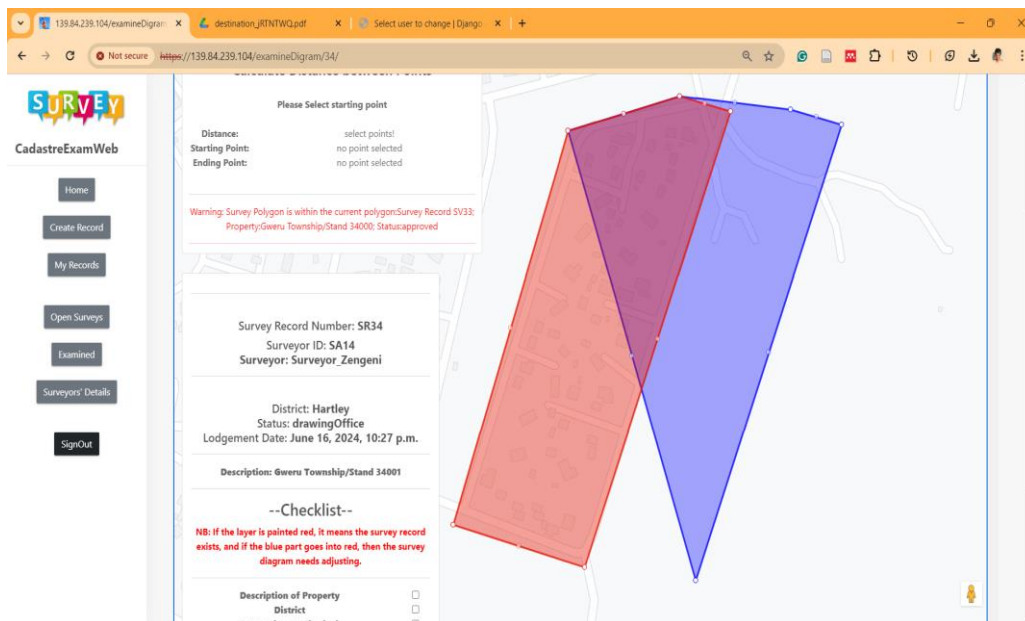 139.84.239.104/examineDigram
destination_jRTNTWQ.pdf
Select user to change | Django
Not secure https://139.84.239.104/examineDigram/34/
SURVEY
CadastreExamWeb
Home
Create Record
My Records
Open Surveys
Examined
Surveyors' Details
SignOut
Calculate Distance between Points
Please Select starting point
Distance: select points!
Starting Point: no point selected
Ending Point: no point selected
Warning: Survey Polygon is within the current polygon:Survey Record SV33;
Property:Gweru Township/Stand 34000; Status:approved
Survey Record Number: SR34
Surveyor ID: SA14
Surveyor: Surveyor_Zengeni
District: Hartley
Status: drawingOffice
Lodgement Date: June 16, 2024, 10:27 p.m.
Description: Gweru Township/Stand 34001
--Checklist--
NB: If the layer is painted red, it means the survey record
exists, and if the blue part goes into red, then the survey
diagram needs adjusting.
Description of Property
District